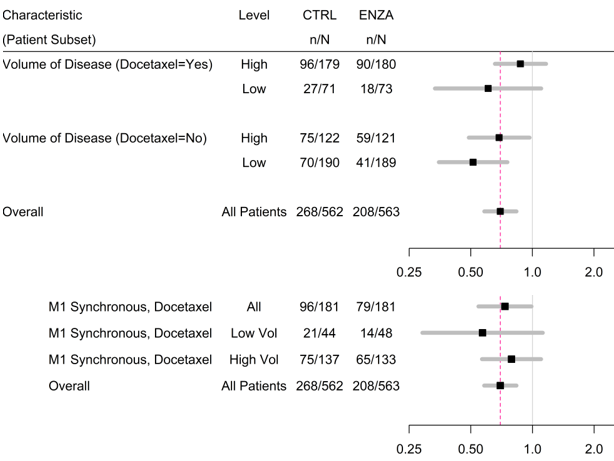 Characteristic Level CTRL ENZA
(Patient Subset) n/N n/N
Volume of Disease (Docetaxel=Yes) High 96/179 90/180
Low 27/71 18/73
Volume of Disease (Docetaxel=No) High 75/122 59/121
Low 70/190 41/189
Overall All Patients 268/562 208/563
0.25 0.50 1.0 2.0
M1 Synchronous, Docetaxel All 96/181 79/181
M1 Synchronous, Docetaxel Low Vol 21/44 14/48
M1 Synchronous, Docetaxel High Vol 75/137 65/133
Overall All Patients 268/562 208/563
0.25 0.50 1.0 2.0